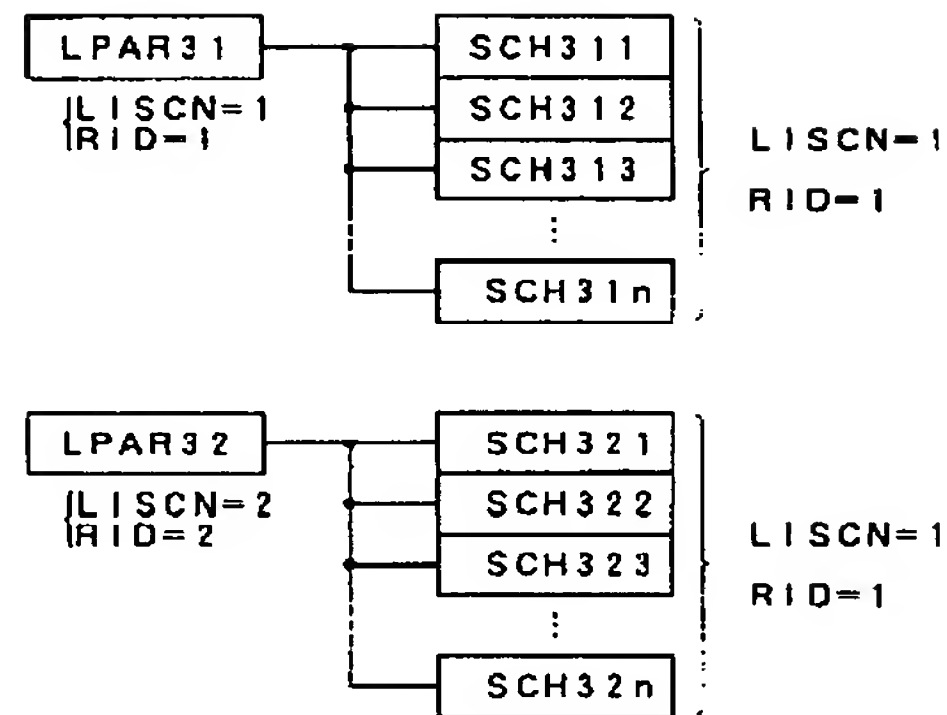 LPAR31
LISCN=1
RID=1
SCH311
SCH312
SCH313
⋮
SCH31n
LISCN=1
RID=1
LPAR32
LISCN=2
RID=2
SCH321
SCH322
SCH323
⋮
SCH32n
LISCN=1
RID=1